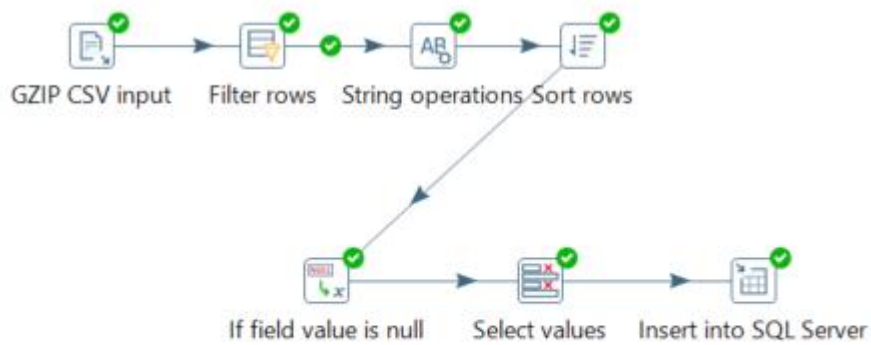 GZIP CSV input
Filter rows
String operations
Sort rows
If field value is null
Select values
Insert into SQL Server